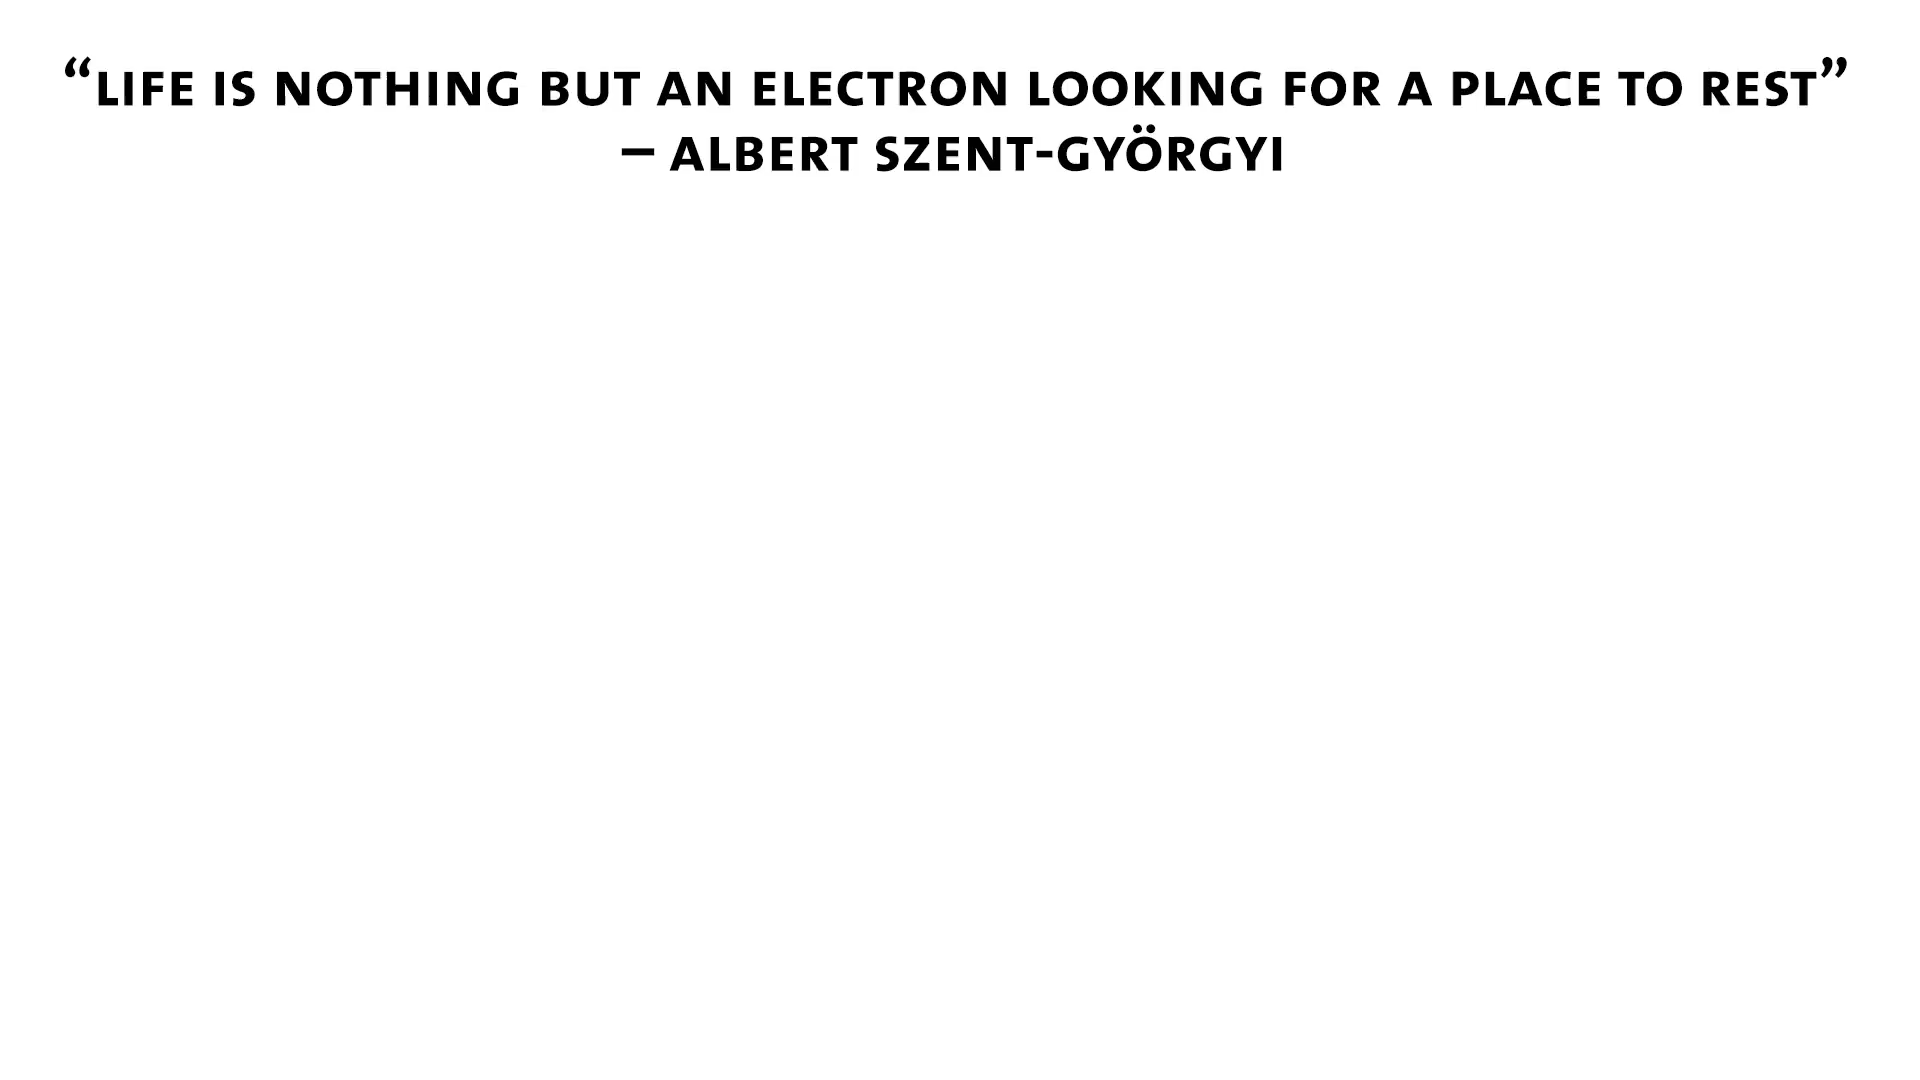 “LIFE IS NOTHING BUT AN ELECTRON LOOKING FOR A PLACE TO REST”
– ALBERT SZENT-GYÖRGYI